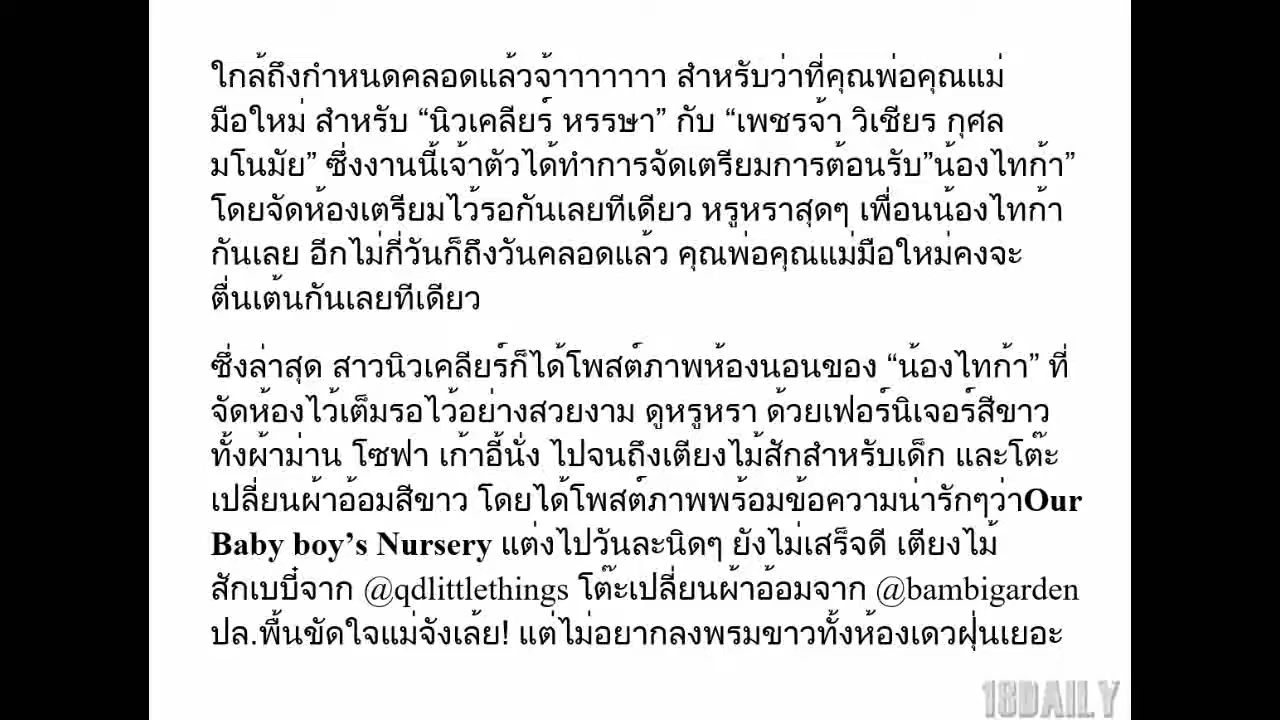 ใกล้ถึงกำหนดคลอดแล้วจ้าาาาาาา สำหรับว่าที่คุณพ่อคุณแม่
มือใหม่ สำหรับ “นิวเคลียร์ หรรษา” กับ “เพชรจ้า วิเชียร กุศล
มโนมัย” ซึ่งงานนี้เจ้าตัวได้ทำการจัดเตรียมการต้อนรับ”น้องไทก้า”
โดยจัดห้องเตรียมไว้รอกันเลยทีเดียว หรูหราสุดๆ เพื่อนน้องไทก้า
กันเลย อีกไม่กี่วันก็ถึงวันคลอดแล้ว คุณพ่อคุณแม่มือใหม่คงจะ
ตื่นเต้นกันเลยทีเดียว
ซึ่งล่าสุด สาวนิวเคลียร์ก็ได้โพสต์ภาพห้องนอนของ “น้องไทก้า” ที่
จัดห้องไว้เต็มรอไว้อย่างสวยงาม ดูหรูหรา ด้วยเฟอร์นิเจอร์สีขาว
ทั้งผ้าม่าน โซฟา เก้าอี้นั่ง ไปจนถึงเตียงไม้สักสำหรับเด็ก และโต๊ะ
เปลี่ยนผ้าอ้อมสีขาว โดยได้โพสต์ภาพพร้อมข้อความน่ารักๆว่าOur
Baby boy’s Nursery แต่งไปวันละนิดๆ ยังไม่เสร็จดี เตียงไม้
สักเบบี๋จาก @qdlittlethings โต๊ะเปลี่ยนผ้าอ้อมจาก @bambigarden
ปล.พื้นขัดใจแม่จังเล้ย! แต่ไม่อยากลงพรมขาวทั้งห้องเดวฝุ่นเยอะ
18DAILY